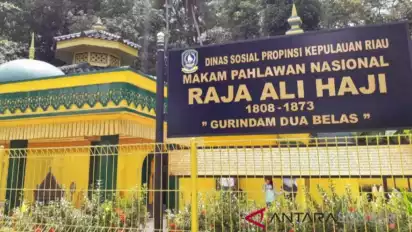 DINAS SOSIAL PROPINSI KEPULAUAN RIAU
MAKAM PAHLAWAN NASIONAL
RAJA ALI HAJI
1808 - 1873
" GURINDAM DUA BELAS "
ANTARA